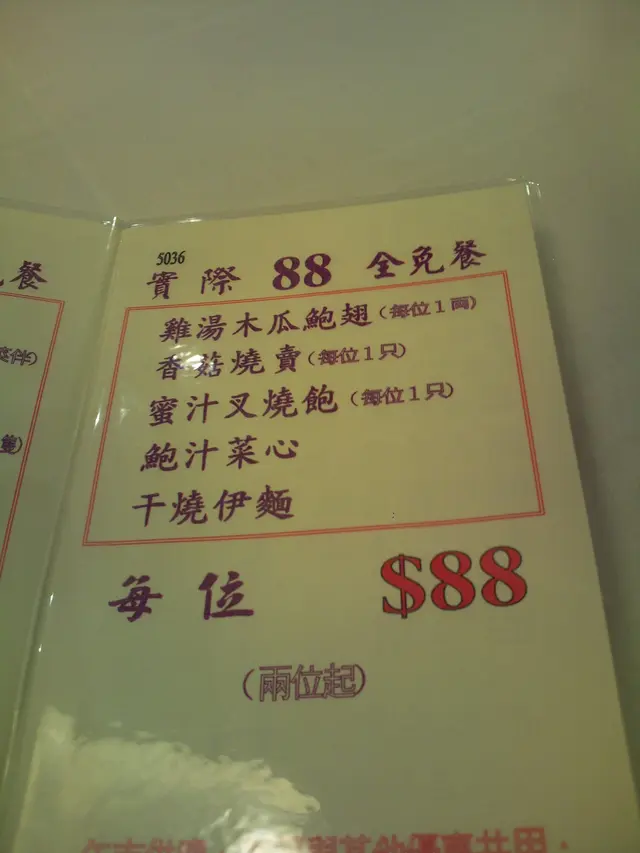 5036
實際 88 全免餐
雞湯木瓜鮑翅(每位1両)
香菇燒賣(每位1只)
蜜汁叉燒飽(每位1只)
鮑汁菜心
干燒伊麵
每位 $88
(兩位起)
餐